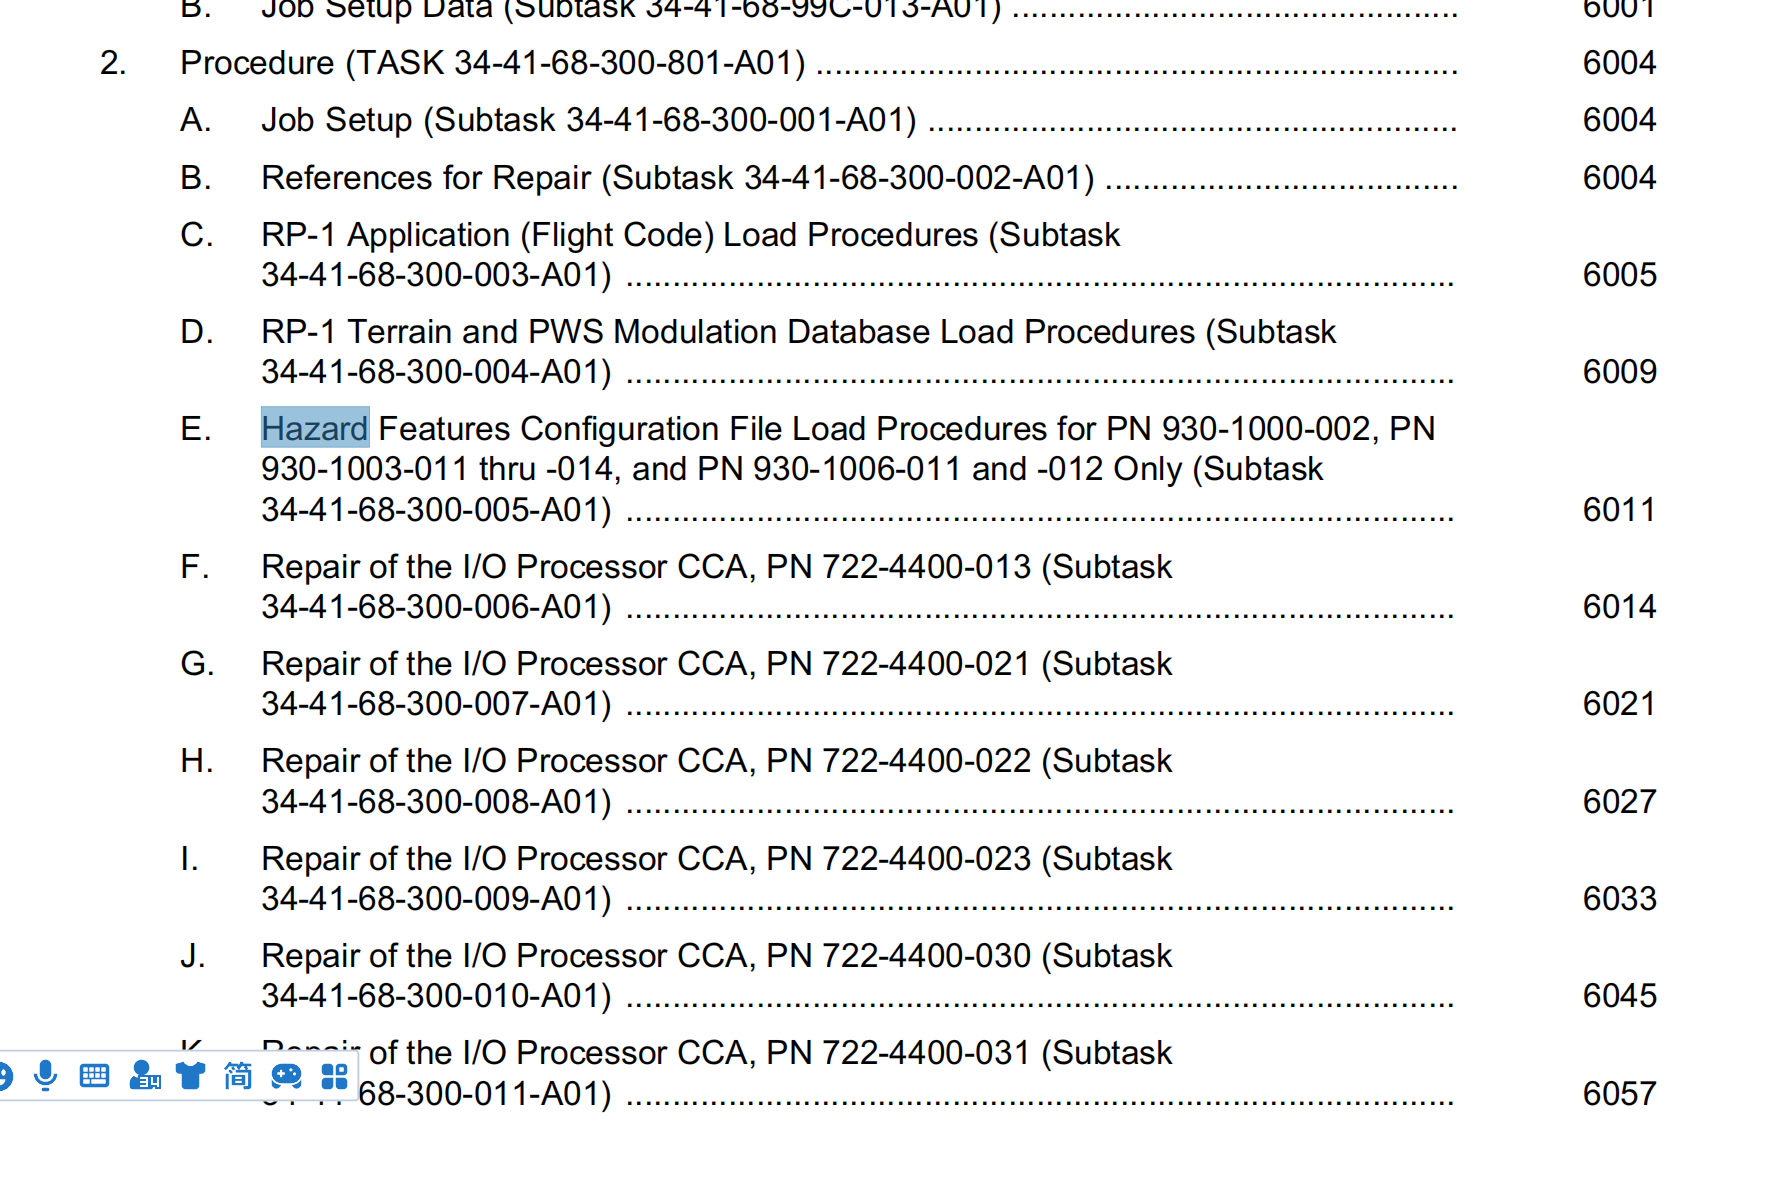 B. Job Setup Data (Subtask 34-41-68-99C-013-A01) ................................................ 6001
2. Procedure (TASK 34-41-68-300-801-A01) ..................................................................... 6004
A. Job Setup (Subtask 34-41-68-300-001-A01) ......................................................... 6004
B. References for Repair (Subtask 34-41-68-300-002-A01) ...................................... 6004
C. RP-1 Application (Flight Code) Load Procedures (Subtask
34-41-68-300-003-A01) ......................................................................................... 6005
D. RP-1 Terrain and PWS Modulation Database Load Procedures (Subtask
34-41-68-300-004-A01) ......................................................................................... 6009
E. Hazard Features Configuration File Load Procedures for PN 930-1000-002, PN
930-1003-011 thru -014, and PN 930-1006-011 and -012 Only (Subtask
34-41-68-300-005-A01) ......................................................................................... 6011
F. Repair of the I/O Processor CCA, PN 722-4400-013 (Subtask
34-41-68-300-006-A01) ......................................................................................... 6014
G. Repair of the I/O Processor CCA, PN 722-4400-021 (Subtask
34-41-68-300-007-A01) ......................................................................................... 6021
H. Repair of the I/O Processor CCA, PN 722-4400-022 (Subtask
34-41-68-300-008-A01) ......................................................................................... 6027
I. Repair of the I/O Processor CCA, PN 722-4400-023 (Subtask
34-41-68-300-009-A01) ......................................................................................... 6033
J. Repair of the I/O Processor CCA, PN 722-4400-030 (Subtask
34-41-68-300-010-A01) ......................................................................................... 6045
K. Repair of the I/O Processor CCA, PN 722-4400-031 (Subtask
简
68-300-011-A01) ......................................................................................... 6057